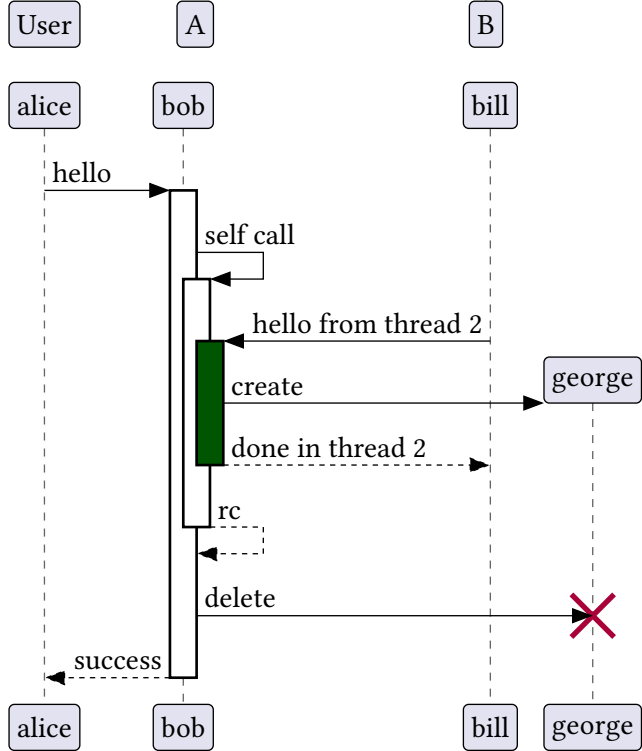 User
A
B
alice
bob
bill
hello
self call
hello from thread 2
george
create
done in thread 2
rc
delete
success
alice
bob
bill
george